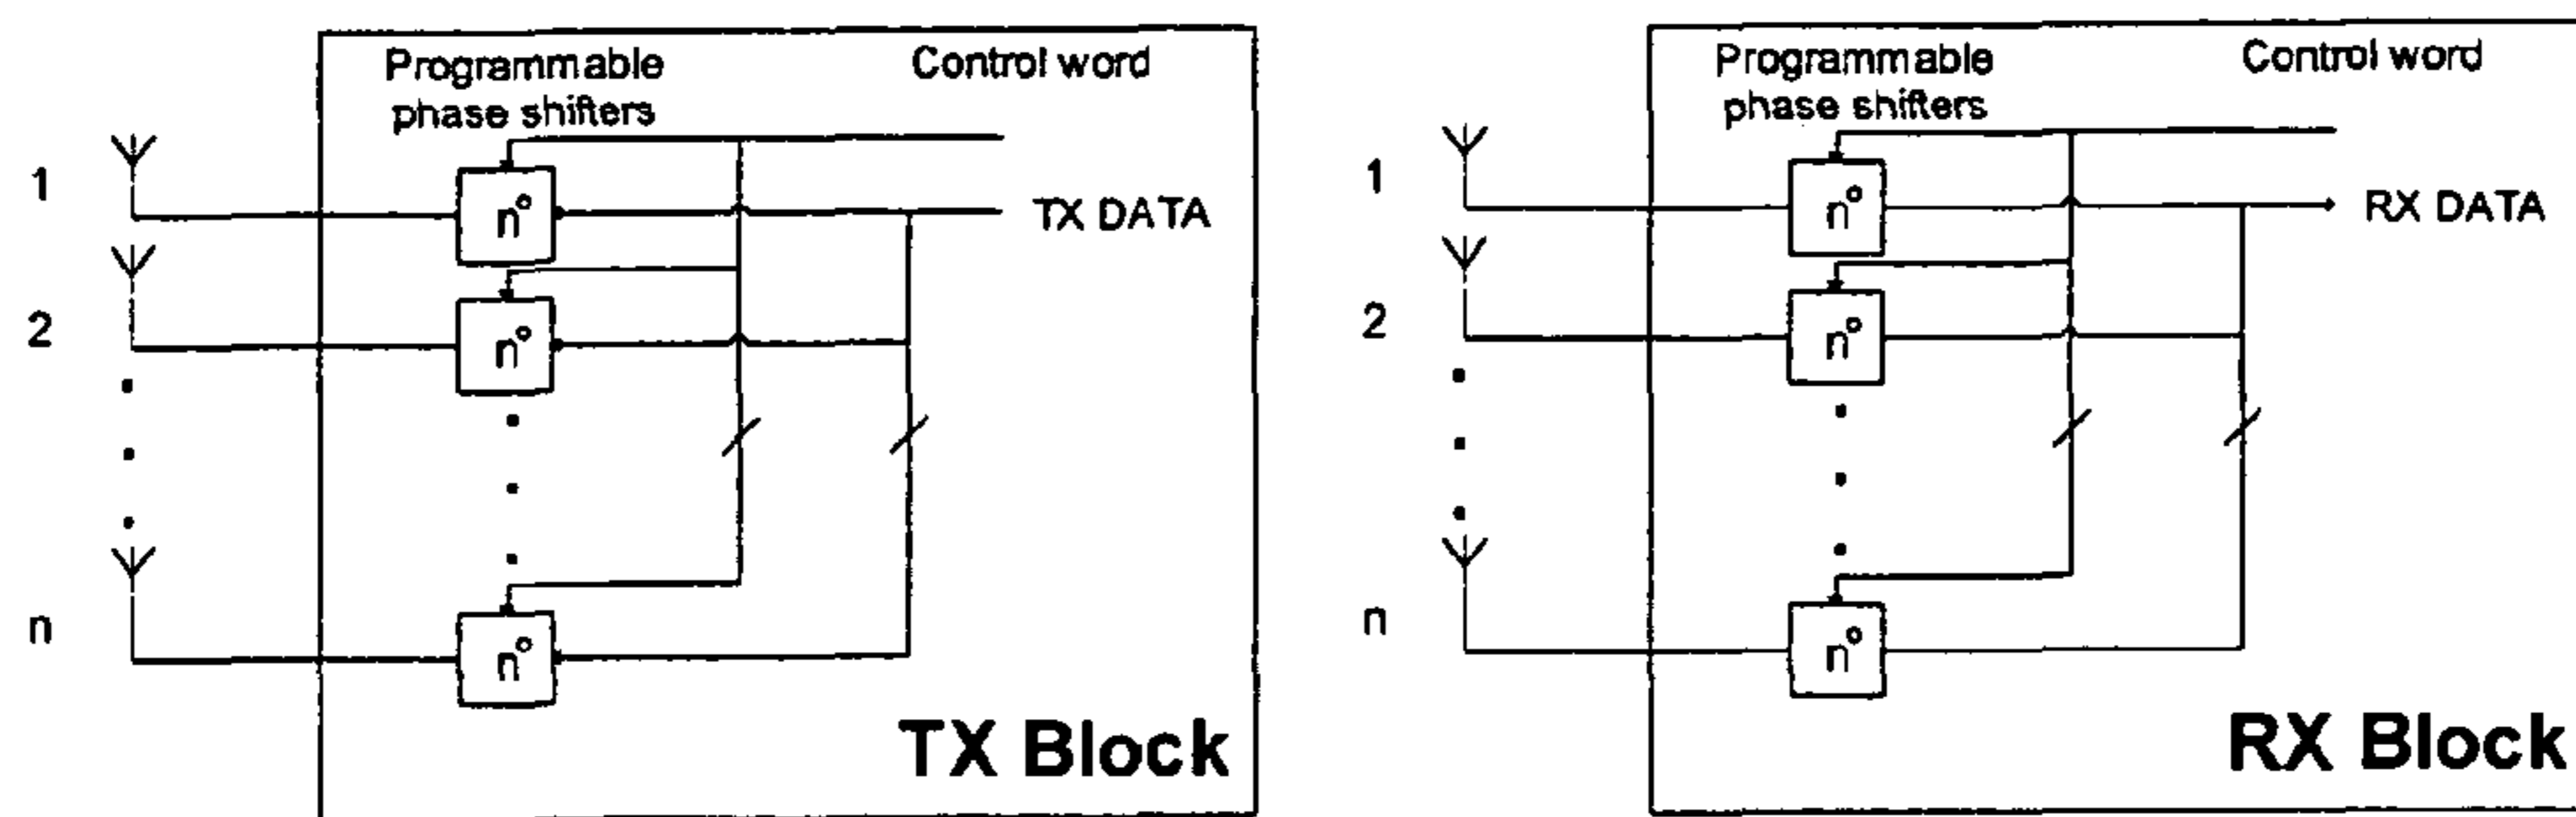 Programmable
phase shifters
Control word
1
n°
TX DATA
2
n°
n
n°
TX Block
Programmable
phase shifters
Control word
1
n°
RX DATA
2
n°
n
n°
RX Block